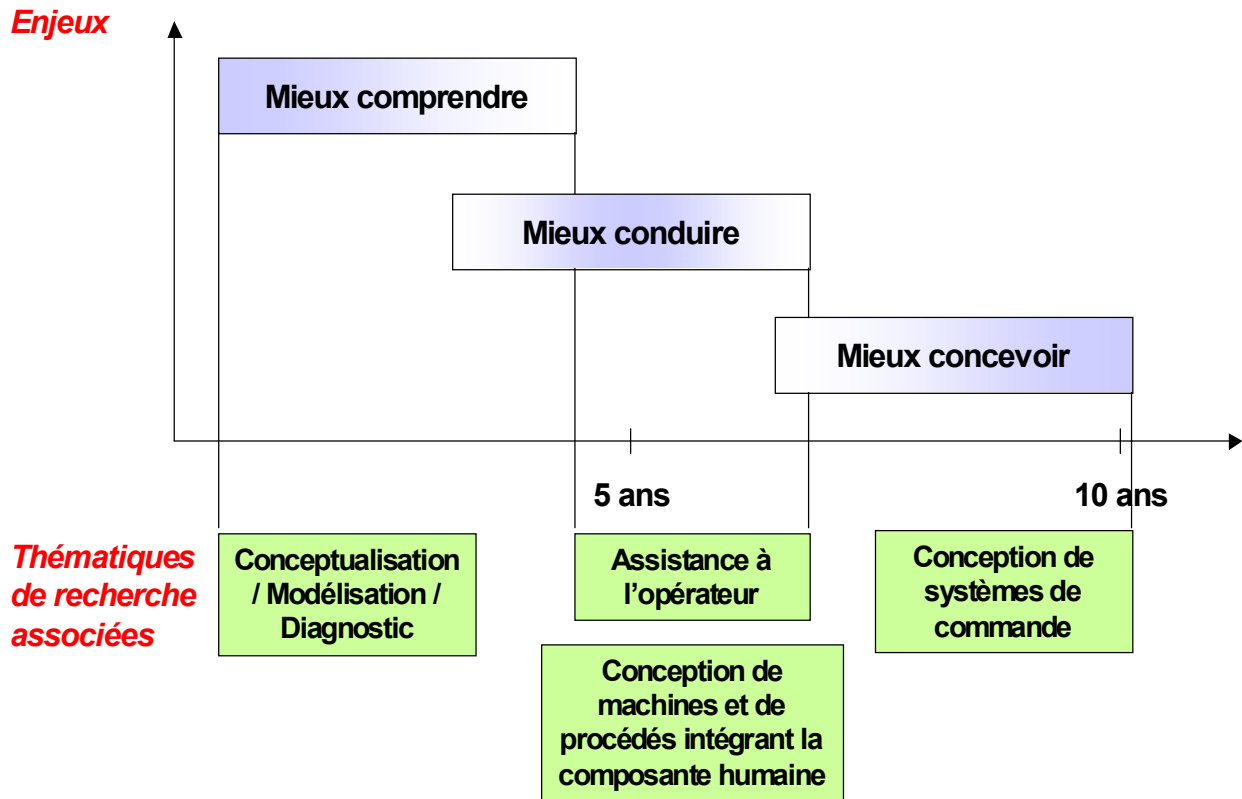 Enjeux
Mieux comprendre
Mieux conduire
Mieux concevoir
5 ans
10 ans
Thématiques
de recherche
associées
Conceptualisation
/ Modélisation /
Diagnostic
Assistance à
l’opérateur
Conception de
systèmes de
commande
Conception de
machines et de
procédés intégrant la
composante humaine